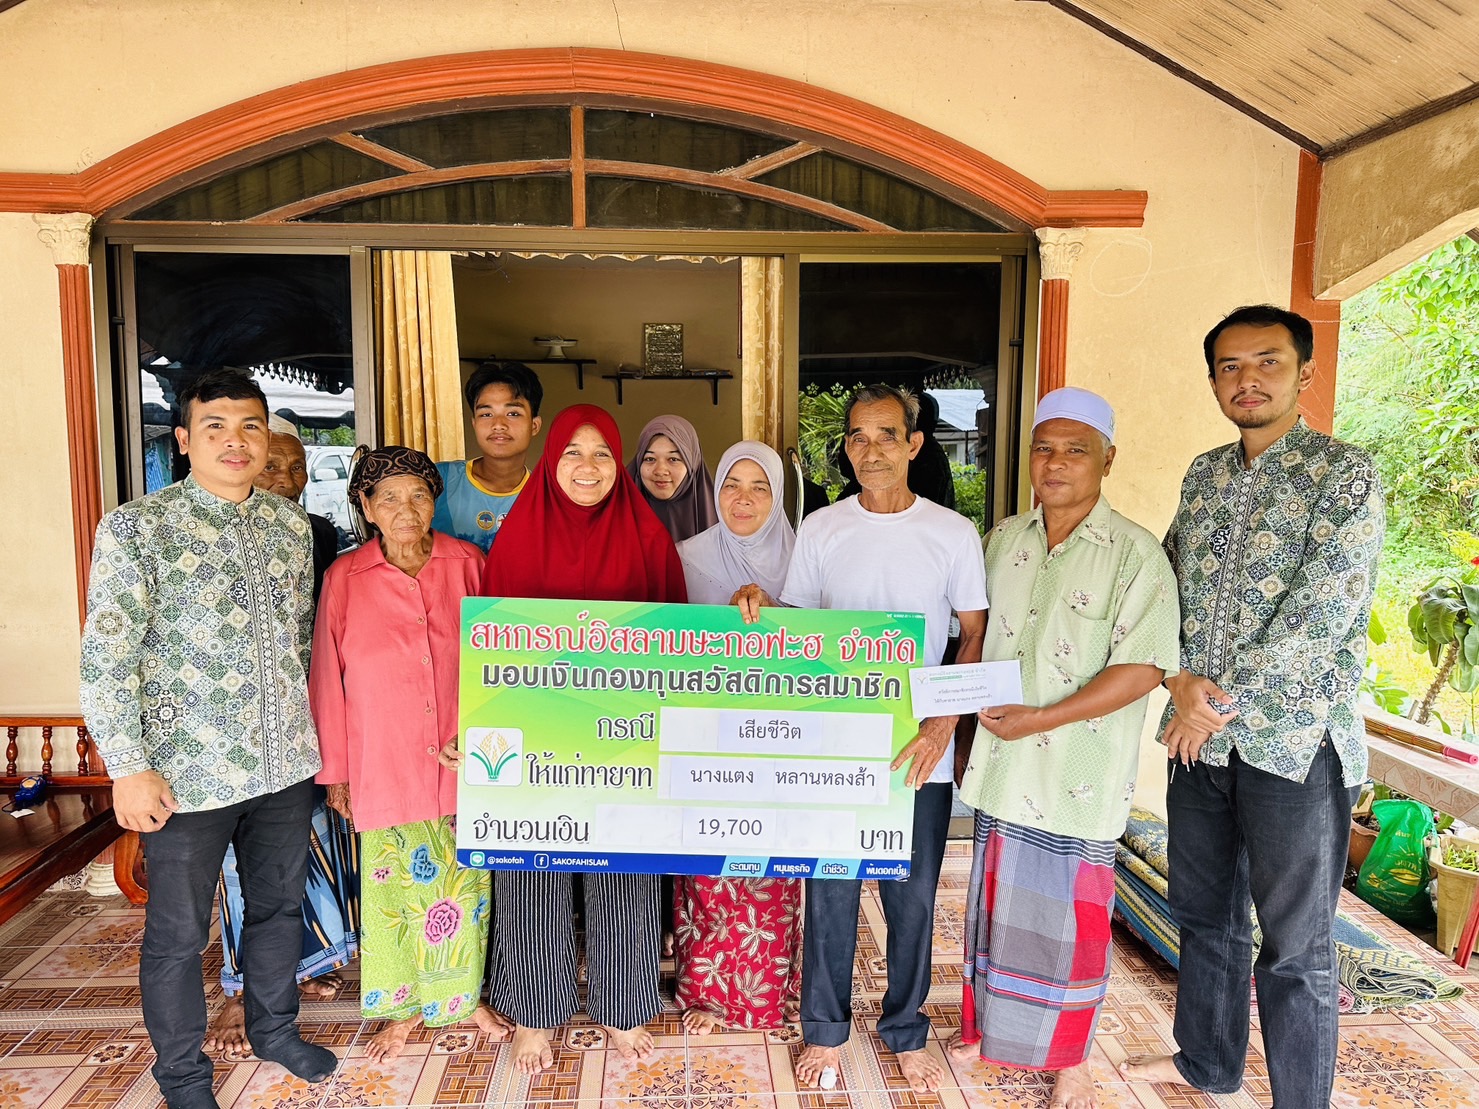 สหกรณ์อิสลามษะกอฟะฮ จำกัด
มอบเงินกองทุนสวัสดิการสมาชิก
กรณี เสียชีวิต
ให้แก่ทายาท นางแตง หลานหลงส้า
จำนวนเงิน 19,700 บาท
@sakofah SAKOFAHISLAM ระดมทุน หนุนธุรกิจ นำชีวิต พ้นดอกเบี้ย